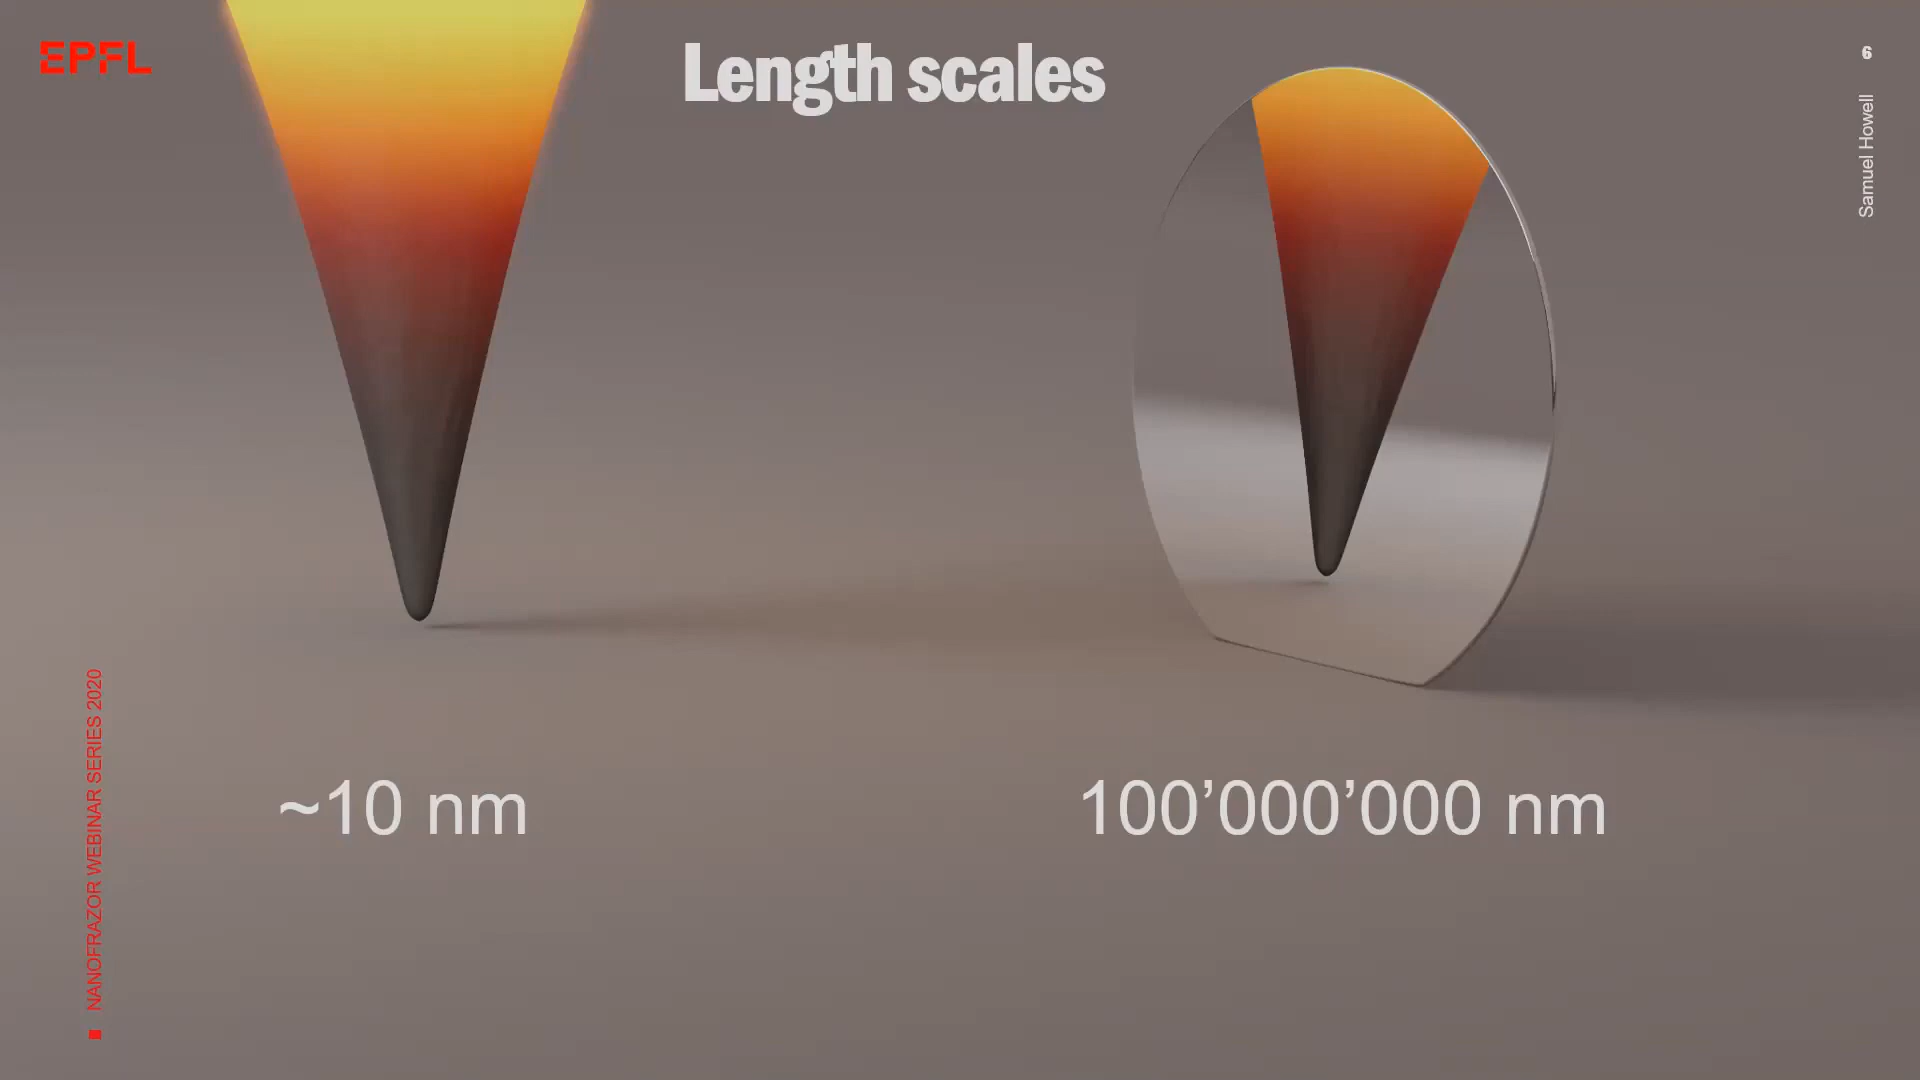 EPFL
Length scales
6
Samuel Howell
~10 nm
100’000’000 nm
NANOFRAZOR WEBINAR SERIES 2020